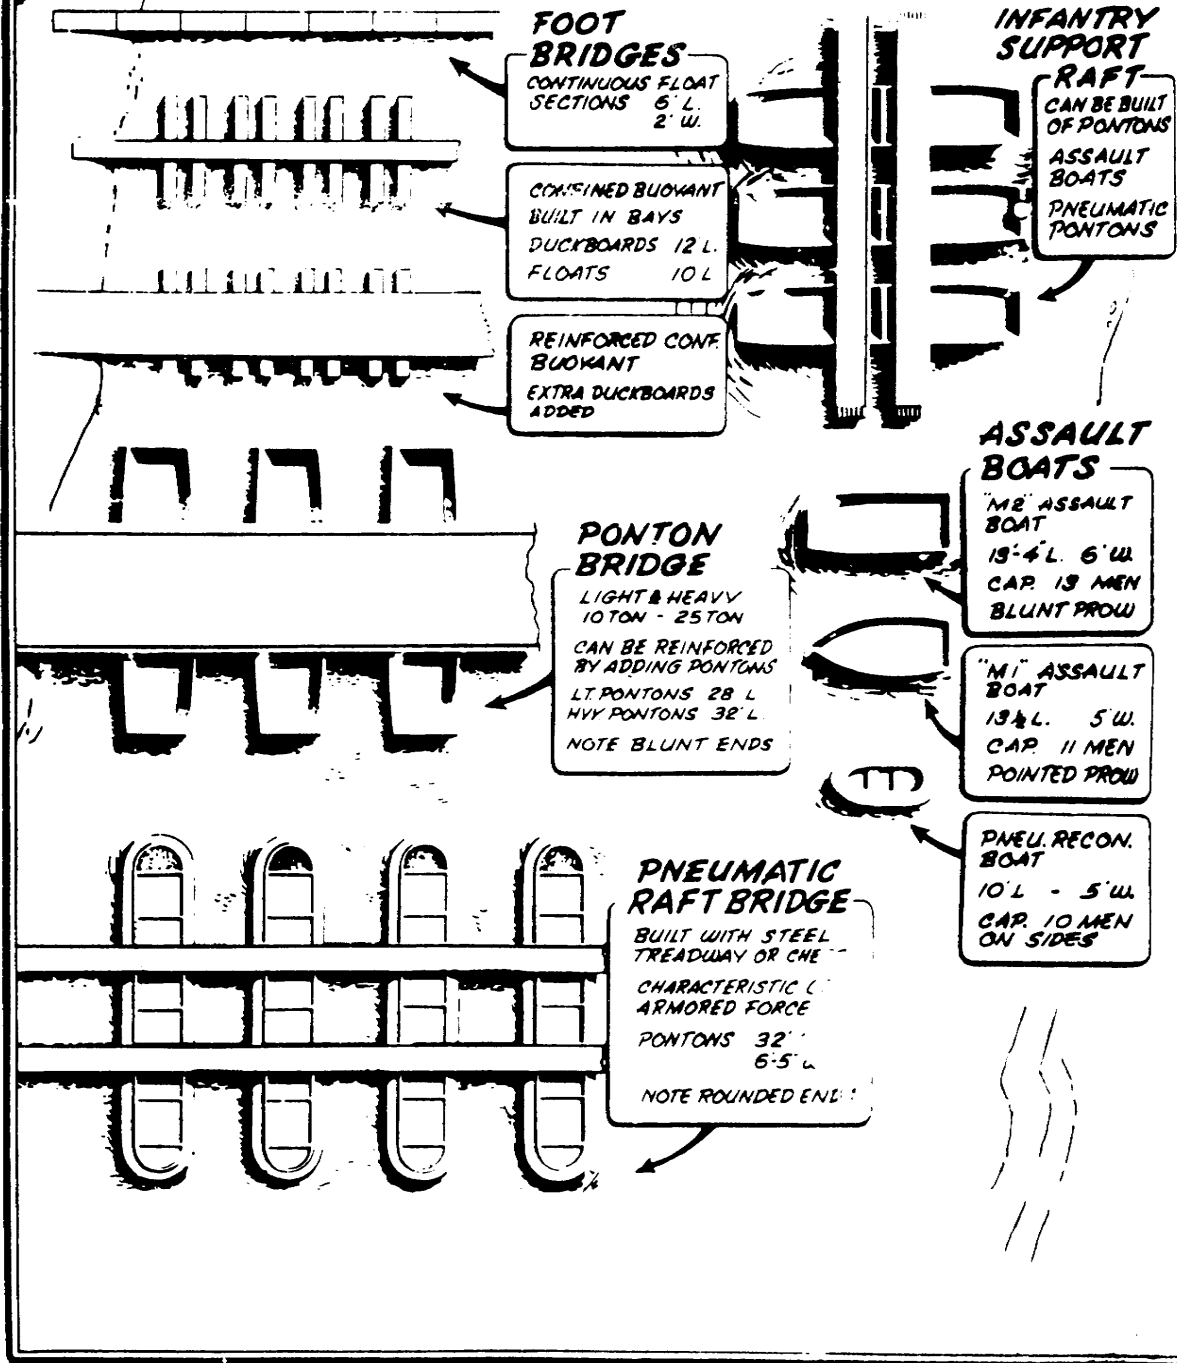 FOOT
BRIDGES
CONTINUOUS FLOAT
SECTIONS 6' L.
2' W.
CONFINED BUOYANT
BUILT IN BAYS
DUCKBOARDS 12 L.
FLOATS 10 L
REINFORCED CONF.
BUOYANT
EXTRA DUCKBOARDS
ADDED
INFANTRY
SUPPORT
RAFT
CAN BE BUILT
OF PONTONS
ASSAULT
BOATS
PNEUMATIC
PONTONS
PONTON
BRIDGE
LIGHT & HEAVY
10 TON - 25 TON
CAN BE REINFORCED
BY ADDING PONTONS
LT PONTONS 28 L
HVY PONTONS 32' L.
NOTE BLUNT ENDS
ASSAULT
BOATS
"M2" ASSAULT
BOAT
13'-4" L. 6' W.
CAP. 13 MEN
BLUNT PROW
"M1" ASSAULT
BOAT
L. 5' W.
CAP. 11 MEN
POINTED PROW
PNEU. RECON.
BOAT
10' L - 5' W.
CAP. 10 MEN
ON SIDES
PNEUMATIC
RAFT BRIDGE
BUILT WITH STEEL
TREADWAY OR CHE
CHARACTERISTIC
ARMORED FORCE
PONTONS 32'
6'-5"
NOTE ROUNDED END